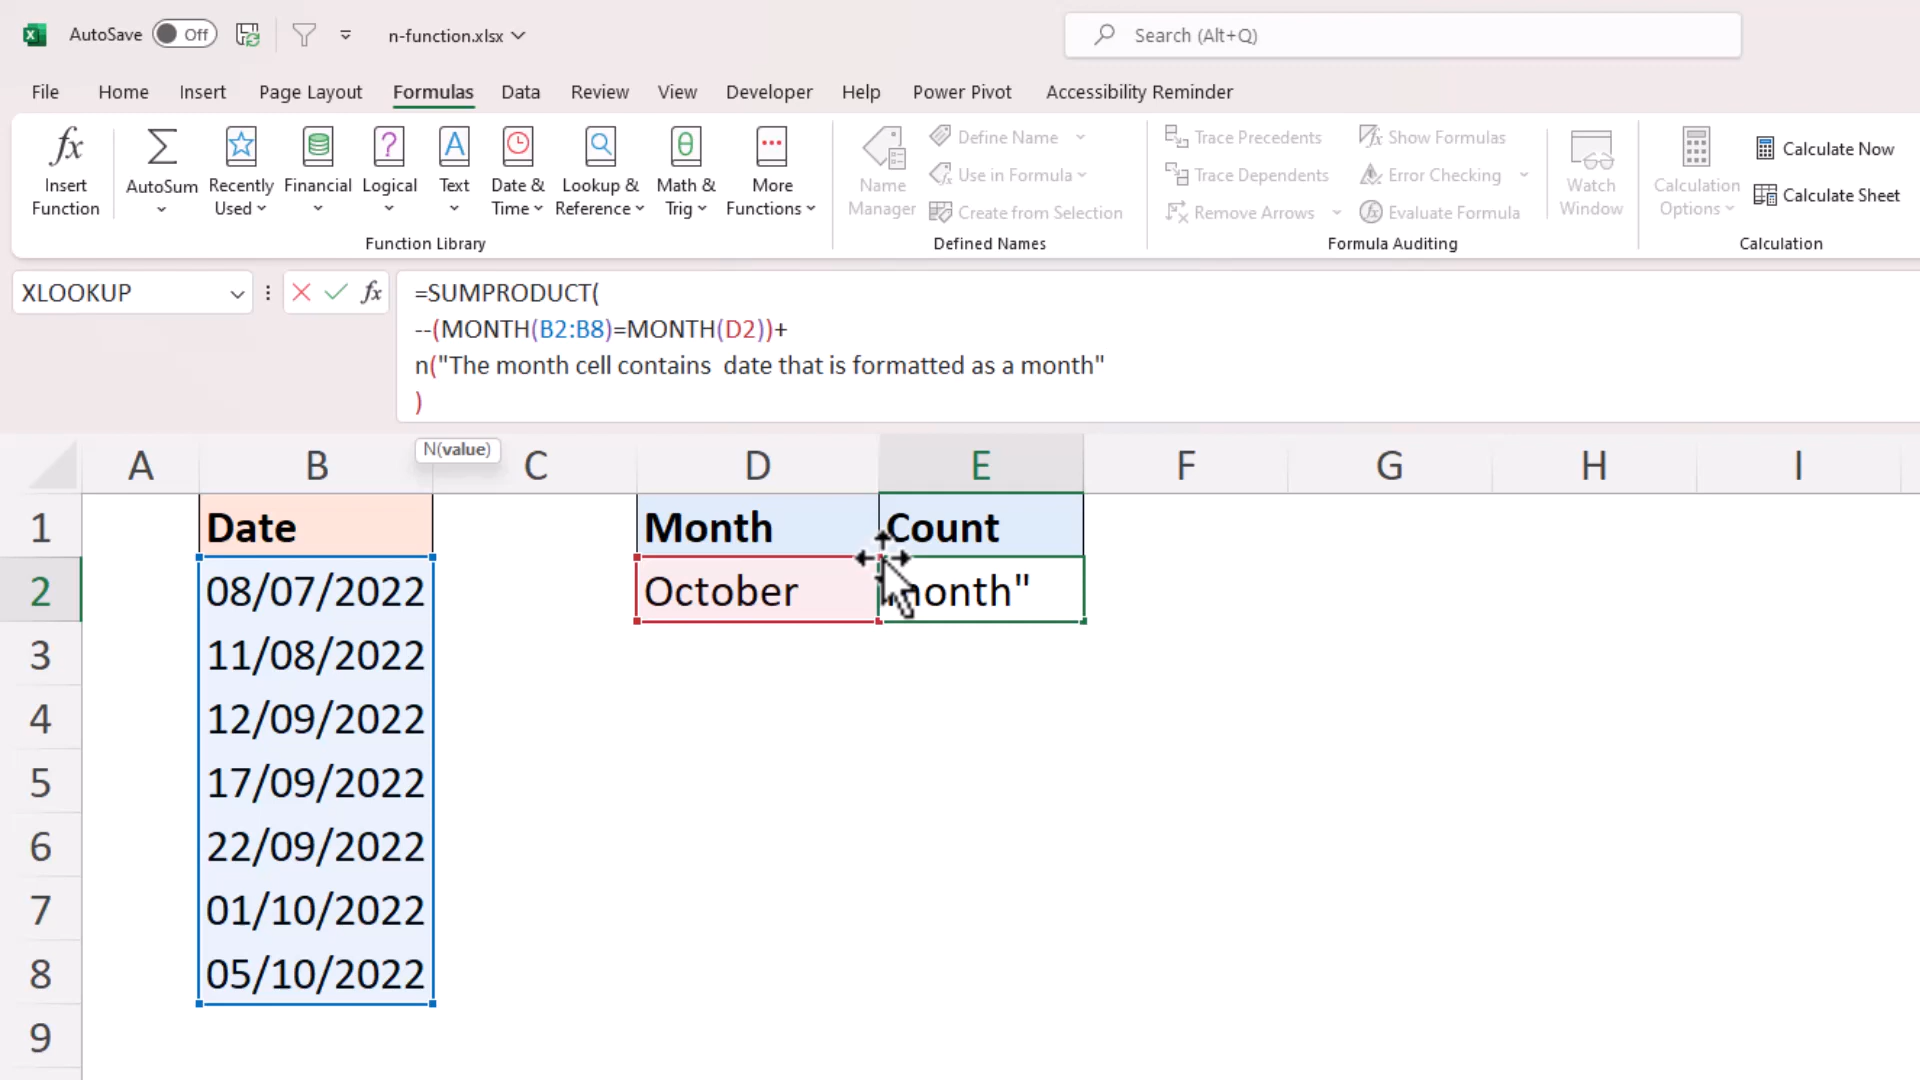 AutoSave Off n-function.xlsx Search (Alt+Q)
File Home Insert Page Layout Formulas Data Review View Developer Help Power Pivot Accessibility Reminder
fx Insert Function
AutoSum
Recently Used
Financial
Logical
Text
Date & Time
Lookup & Reference
Math & Trig
More Functions
Function Library
Name Manager
Define Name
Use in Formula
Create from Selection
Defined Names
Trace Precedents
Trace Dependents
Remove Arrows
Show Formulas
Error Checking
Evaluate Formula
Formula Auditing
Watch Window
Calculation Options
Calculate Now
Calculate Sheet
Calculation
XLOOKUP fx
=SUMPRODUCT(
--(MONTH(B2:B8)=MONTH(D2))+
n("The month cell contains  date that is formatted as a month"
)
N(value)
A B C D E F G H I
1 Date Month Count
2 08/07/2022 October month"
3 11/08/2022
4 12/09/2022
5 17/09/2022
6 22/09/2022
7 01/10/2022
8 05/10/2022
9